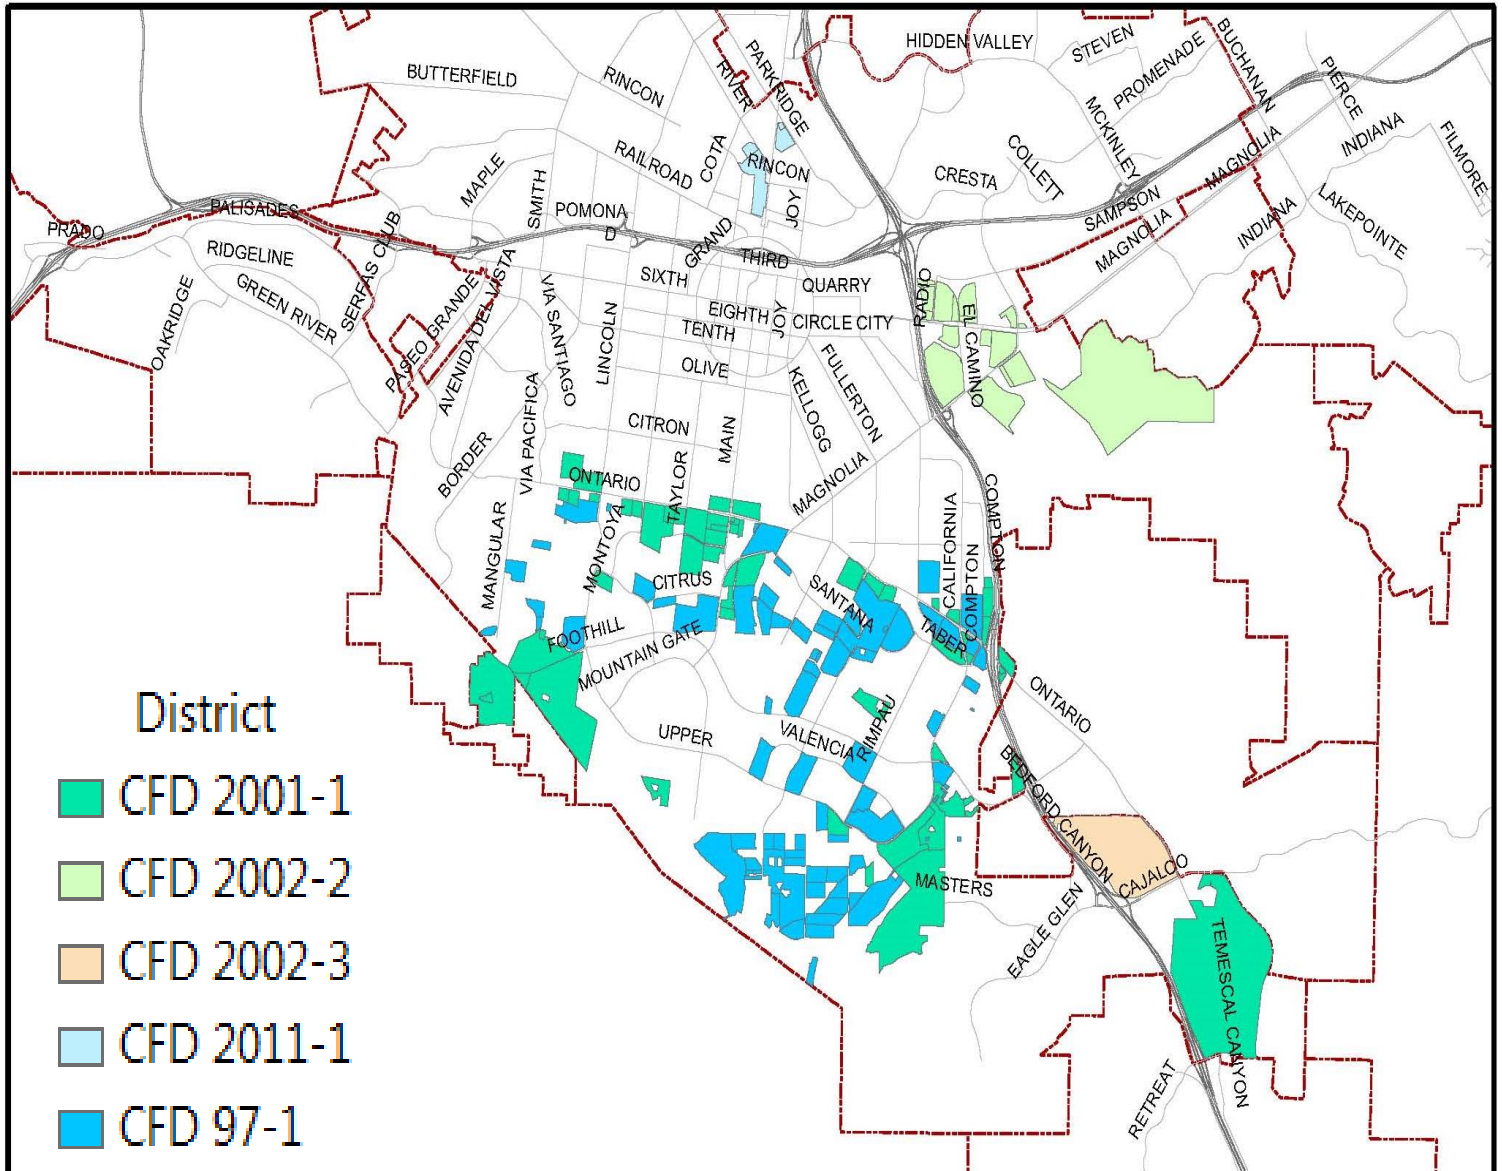 HIDDEN VALLEY
STEVEN
BUCHANAN
PARKRIDGE
RIVER
PROMENADE
PIERCE
BUTTERFIELD
RINCON
MCKINLEY
INDIANA
FILMORE
MAGNOLIA
COTA
RAILROAD
RINCON
COLLETT
CRESTA
MAPLE
SMITH
JOY
SAMPSON
LAKEPOINTE
POMONA
D
PALISADES
PRADO
SERFAS CLUB
GRAND
THIRD
MAGNOLIA
INDIANA
RIDGELINE
SIXTH
QUARRY
RADIO
GREEN RIVER
OAKRIDGE
PASEO GRANDE
AVENIDA DEL VISTA
VIA SANTIAGO
LINCOLN
EIGHTH
JOY
CIRCLE CITY
TENTH
EL CAMINO
OLIVE
FULLERTON
KELLOGG
VIA PACIFICA
CITRON
MAIN
BORDER
MAGNOLIA
ONTARIO
TAYLOR
COMPTON
CALIFORNIA
MANGULAR
MONTOYA
COMPTON
CITRUS
SANTANA
TABER
FOOTHILL
MOUNTAIN GATE
ONTARIO
UPPER
VALENCIA
RIMPAU
BEDFORD CANYON
CAJALCO
MASTERS
EAGLE GLEN
TEMESCAL CANYON
RETREAT
District
CFD 2001-1
CFD 2002-2
CFD 2002-3
CFD 2011-1
CFD 97-1